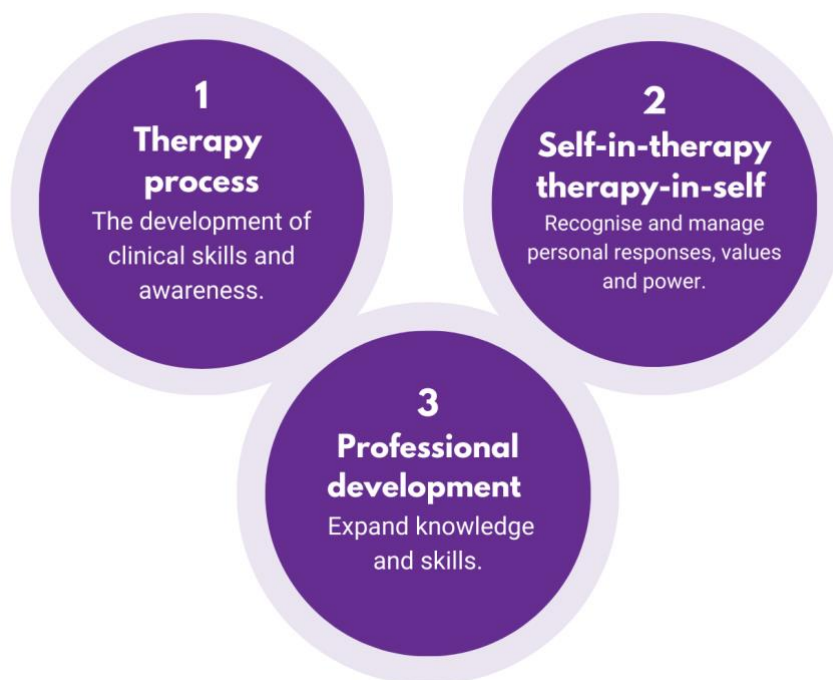 1
Therapy
process
The development of
clinical skills and
awareness.
2
Self-in-therapy
therapy-in-self
Recognise and manage
personal responses, values
and power.
3
Professional
development
Expand knowledge
and skills.